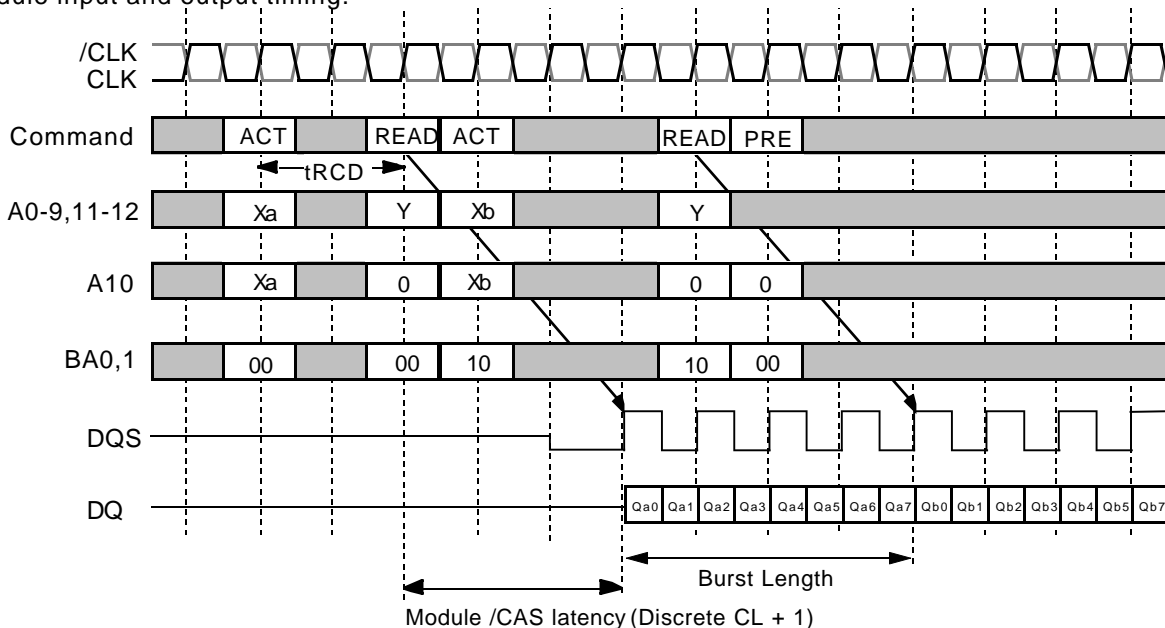 dule input and output timing.
/CLK
CLK
Command ACT READ ACT READ PRE
tRCD
A0-9,11-12 Xa Y Xb Y
A10 Xa 0 Xb 0 0
BA0,1 00 00 10 10 00
DQS
DQ Qa0 Qa1 Qa2 Qa3 Qa4 Qa5 Qa6 Qa7 Qb0 Qb1 Qb2 Qb3 Qb4 Qb5 Qb7
Burst Length
Module /CAS latency (Discrete CL + 1)